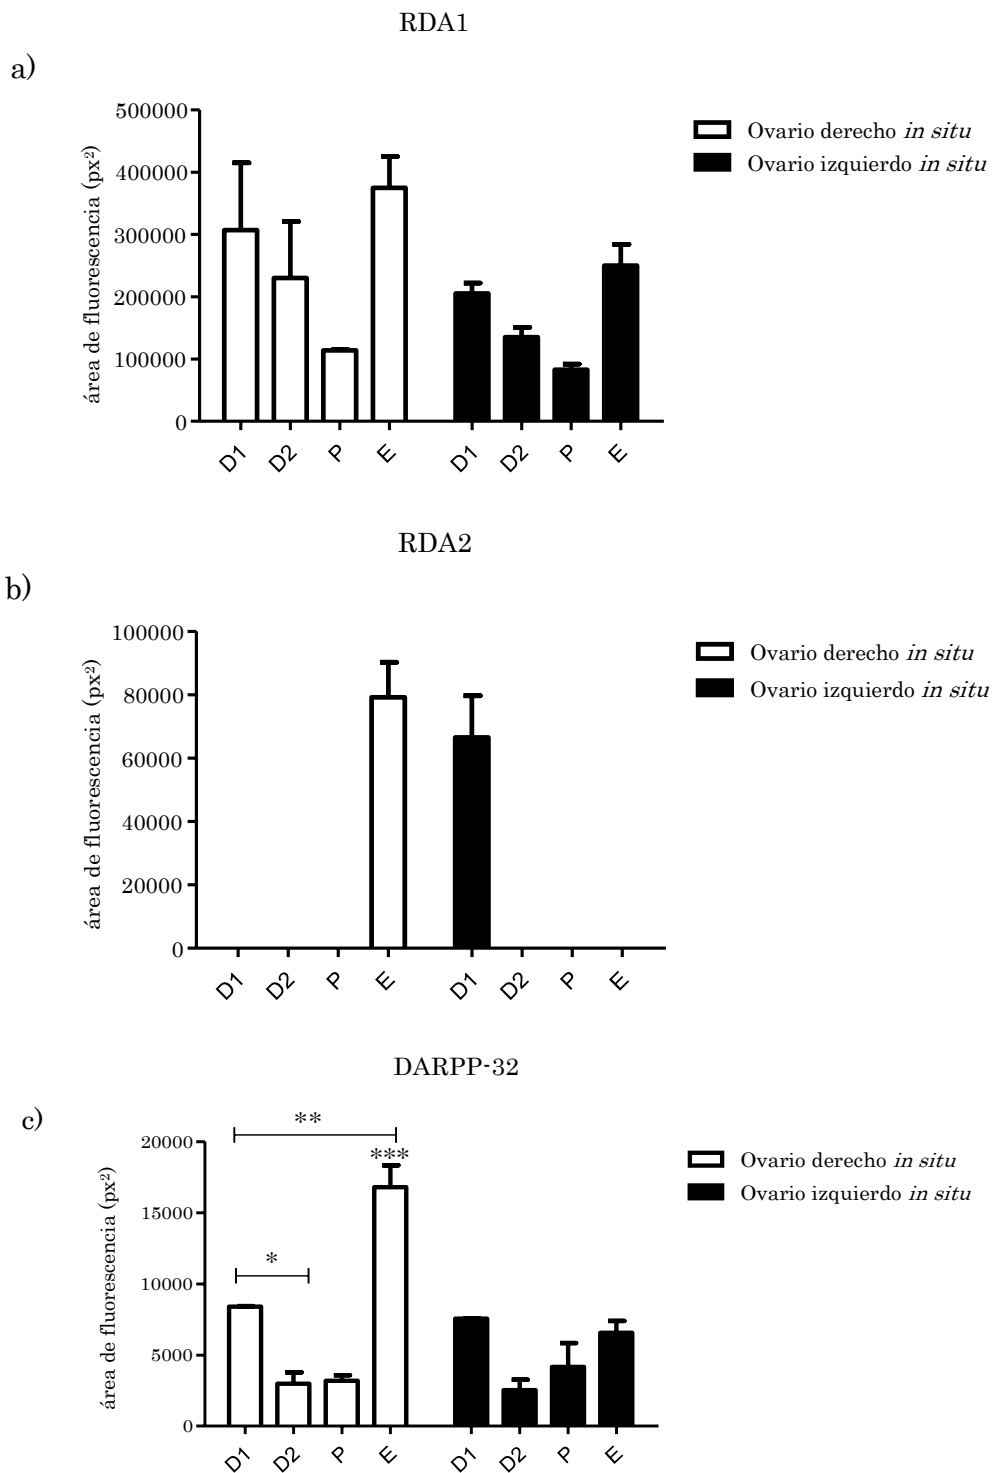 RDA1
a)
área de fluorescencia (px²)
500000
400000
300000
200000
100000
0
D1 D2 P E D1 D2 P E
Ovario derecho in situ
Ovario izquierdo in situ
RDA2
b)
área de fluorescencia (px²)
100000
80000
60000
40000
20000
0
D1 D2 P E D1 D2 P E
Ovario derecho in situ
Ovario izquierdo in situ
DARPP-32
c)
área de fluorescencia (px²)
20000
15000
10000
5000
0
**
***
*
D1 D2 P E D1 D2 P E
Ovario derecho in situ
Ovario izquierdo in situ